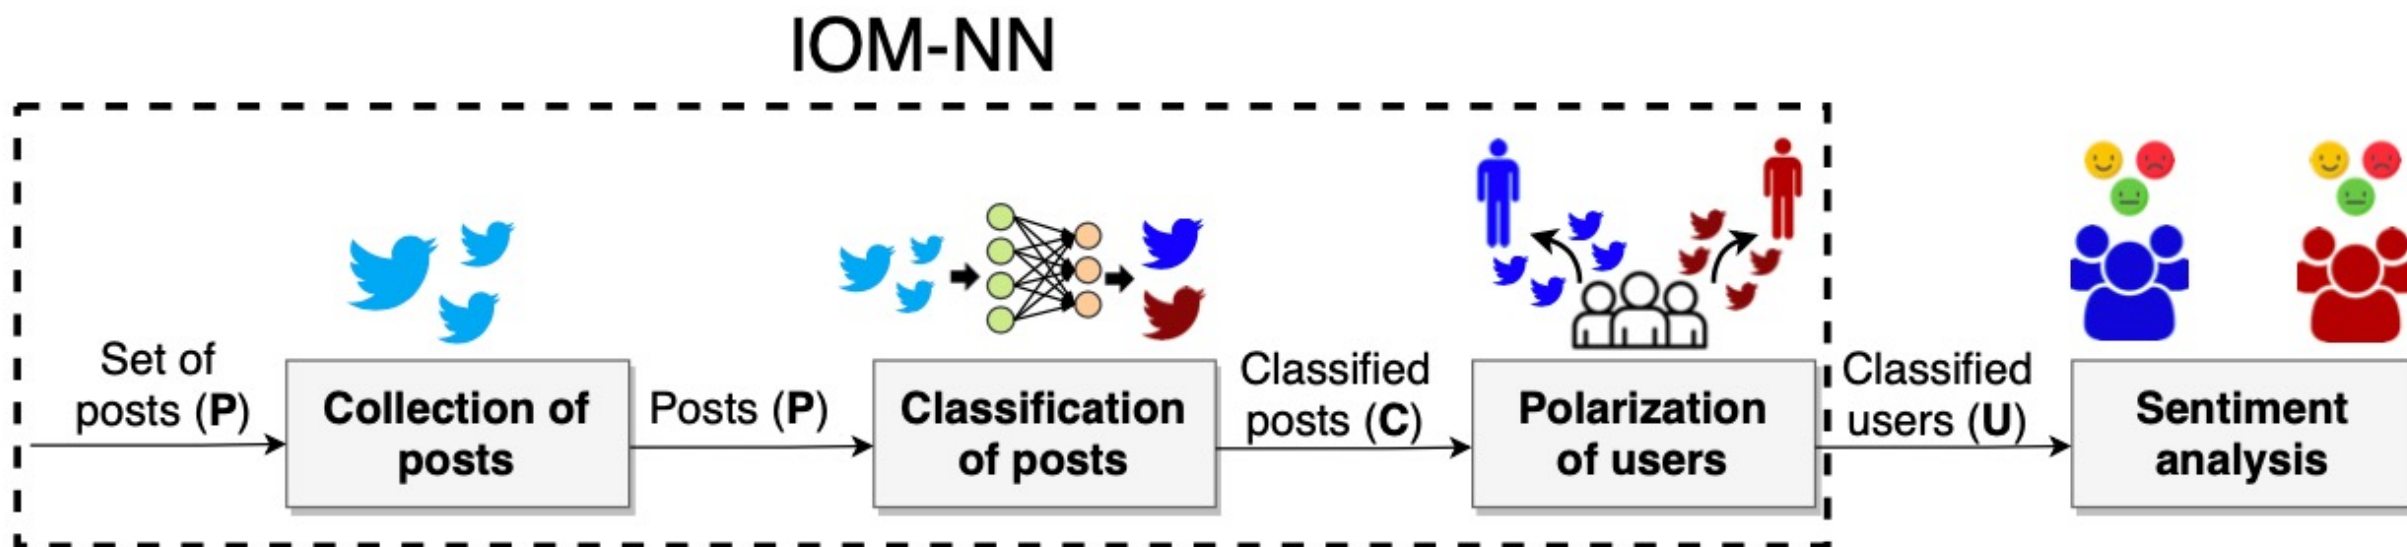 IOM-NN
Set of
posts (P)
Collection of
posts
Posts (P)
Classification
of posts
Classified
posts (C)
Polarization
of users
Classified
users (U)
Sentiment
analysis